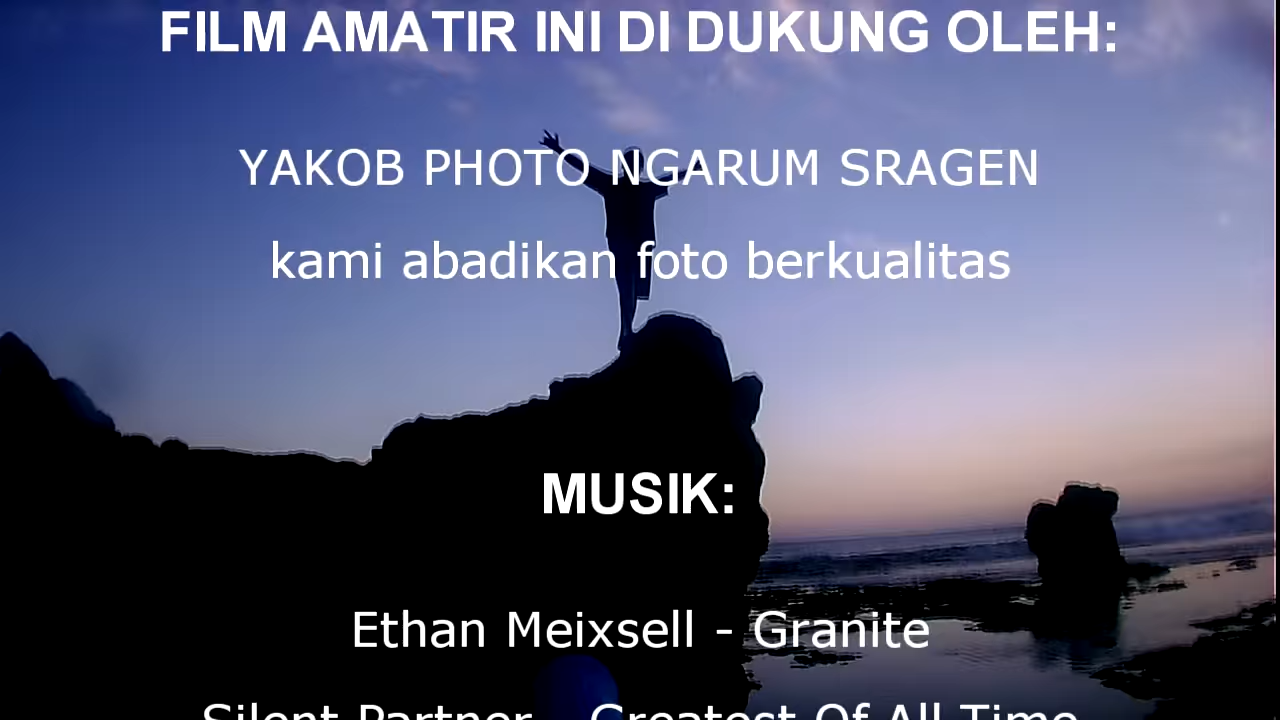 FILM AMATIR INI DI DUKUNG OLEH:
YAKOB PHOTO NGARUM SRAGEN
kami abadikan foto berkualitas
MUSIK:
Ethan Meixsell - Granite
Silent Partner - Greatest Of All Time